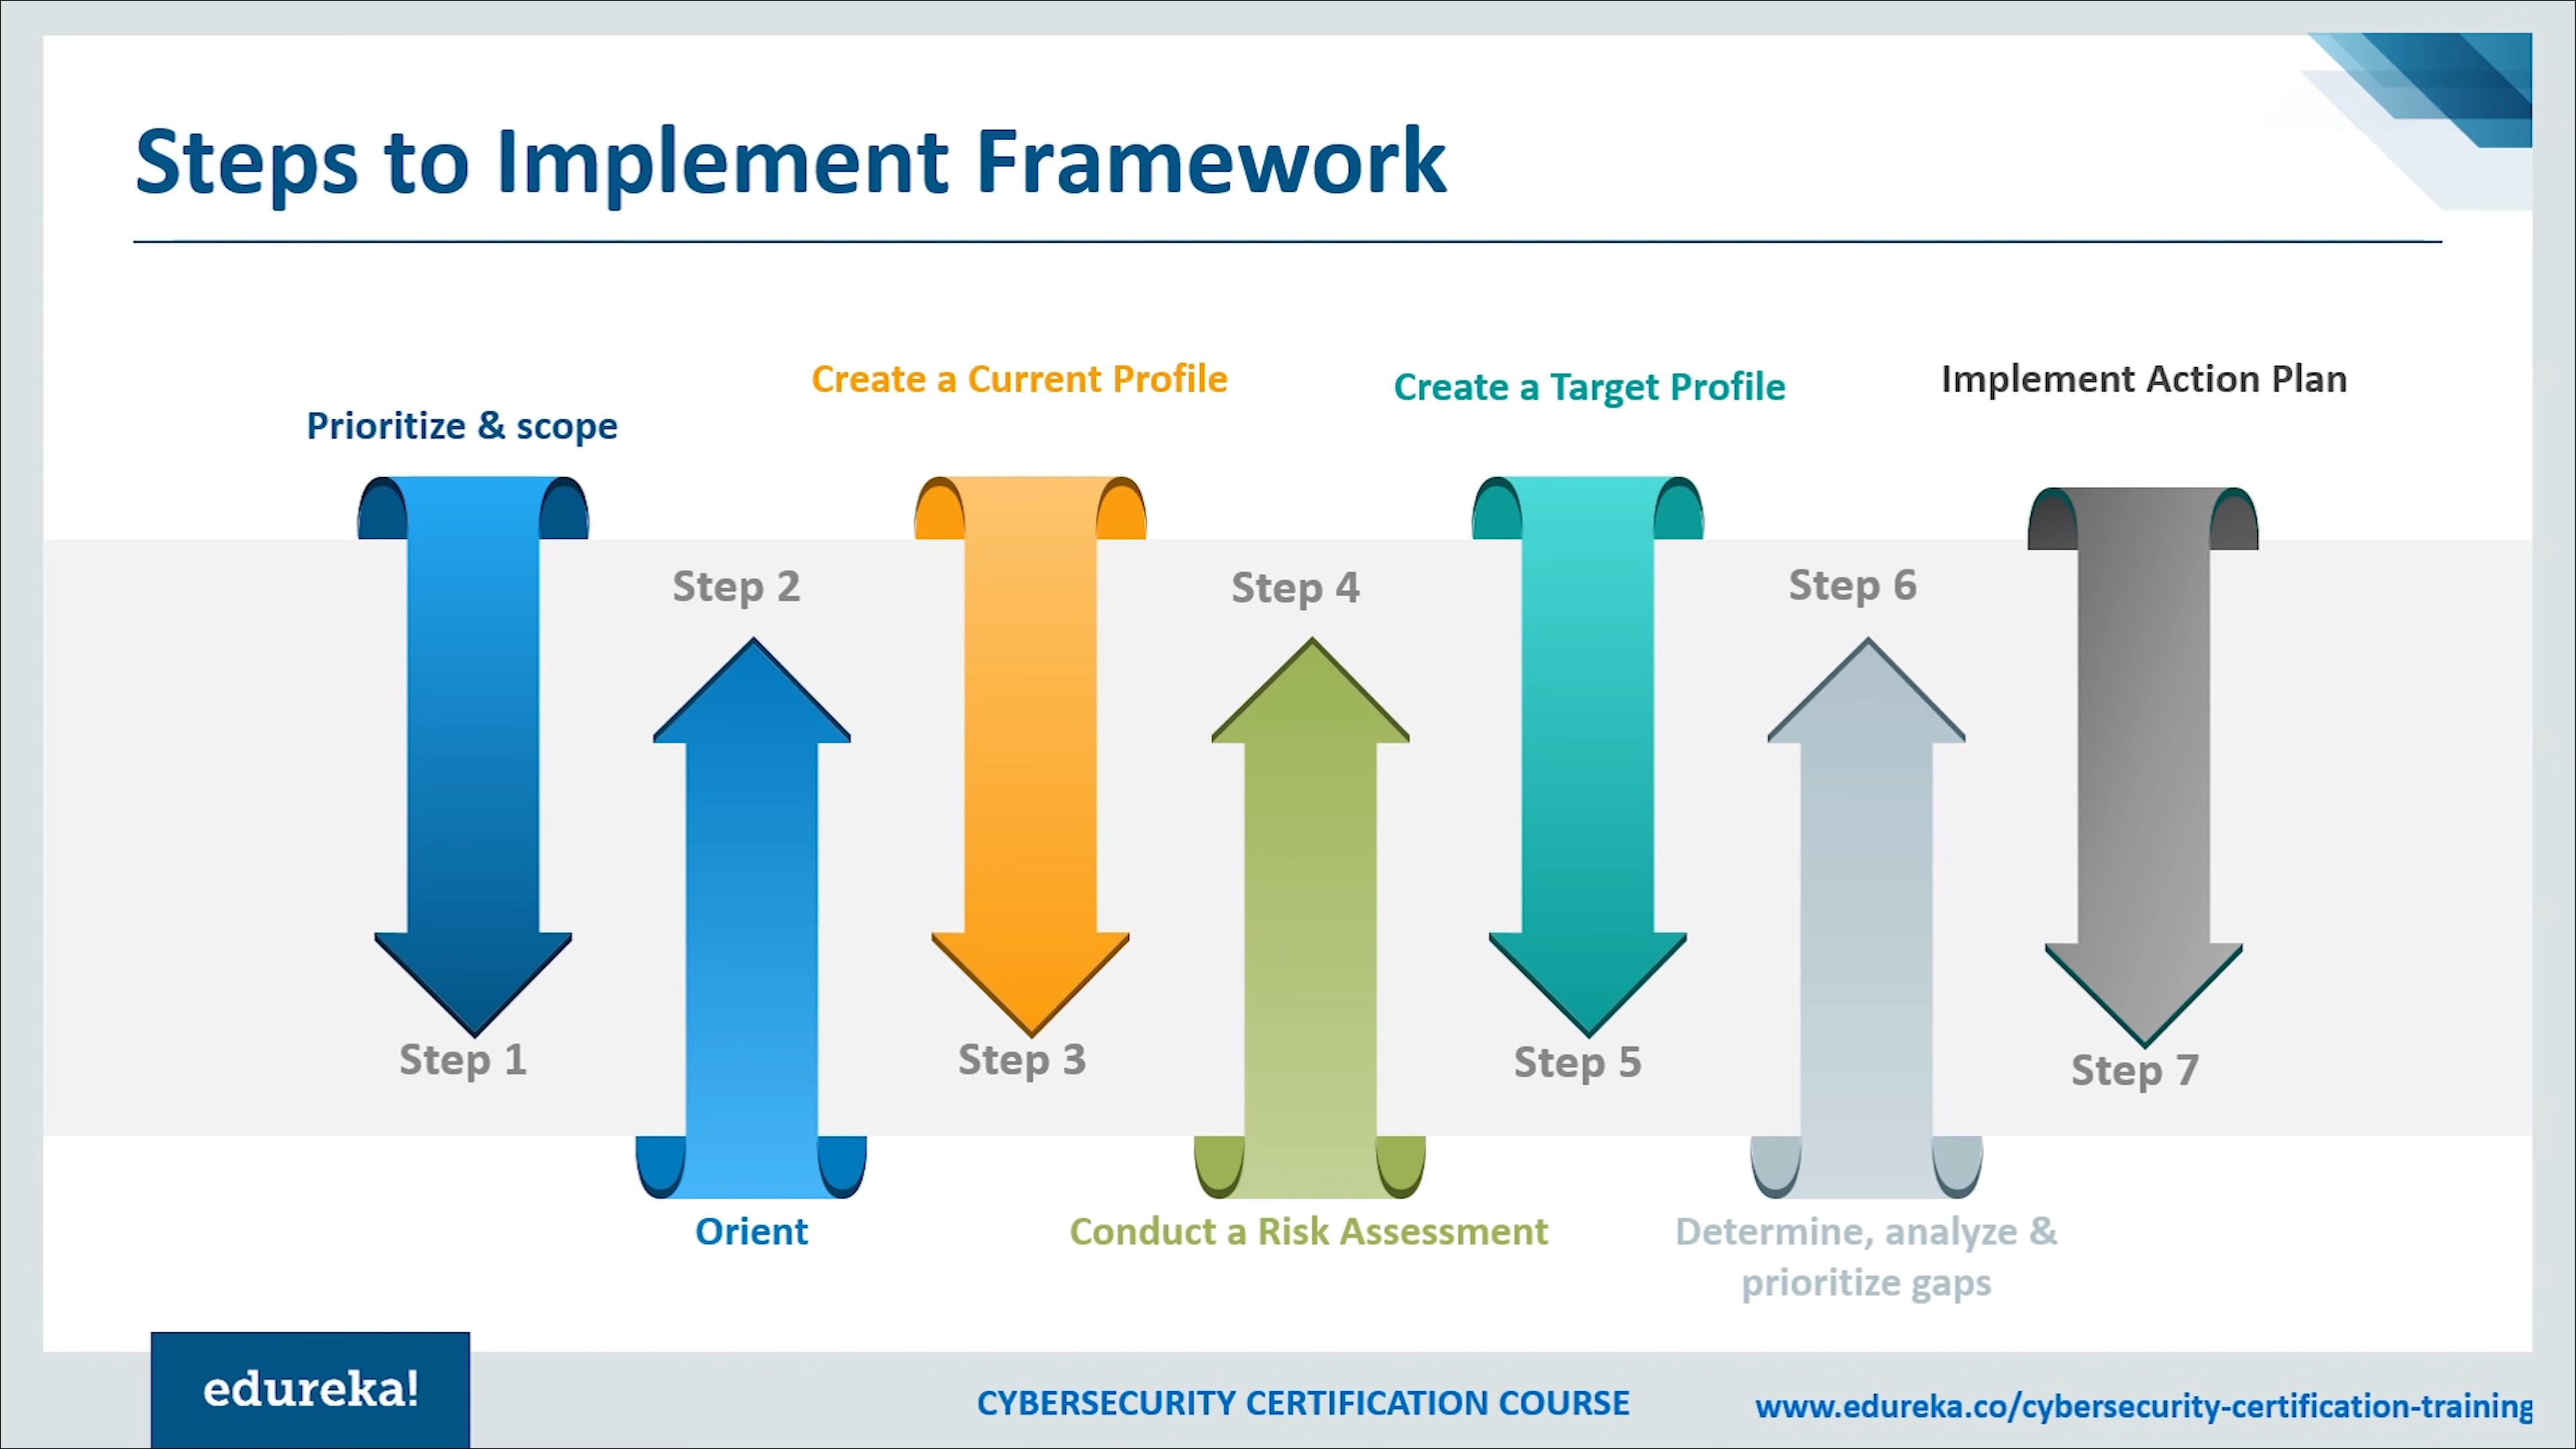 Steps to Implement Framework
Prioritize & scope
Create a Current Profile
Create a Target Profile
Implement Action Plan
Step 2
Step 4
Step 6
Step 1
Step 3
Step 5
Step 7
Orient
Conduct a Risk Assessment
Determine, analyze &
prioritize gaps
edureka!
CYBERSECURITY CERTIFICATION COURSE
www.edureka.co/cybersecurity-certification-training